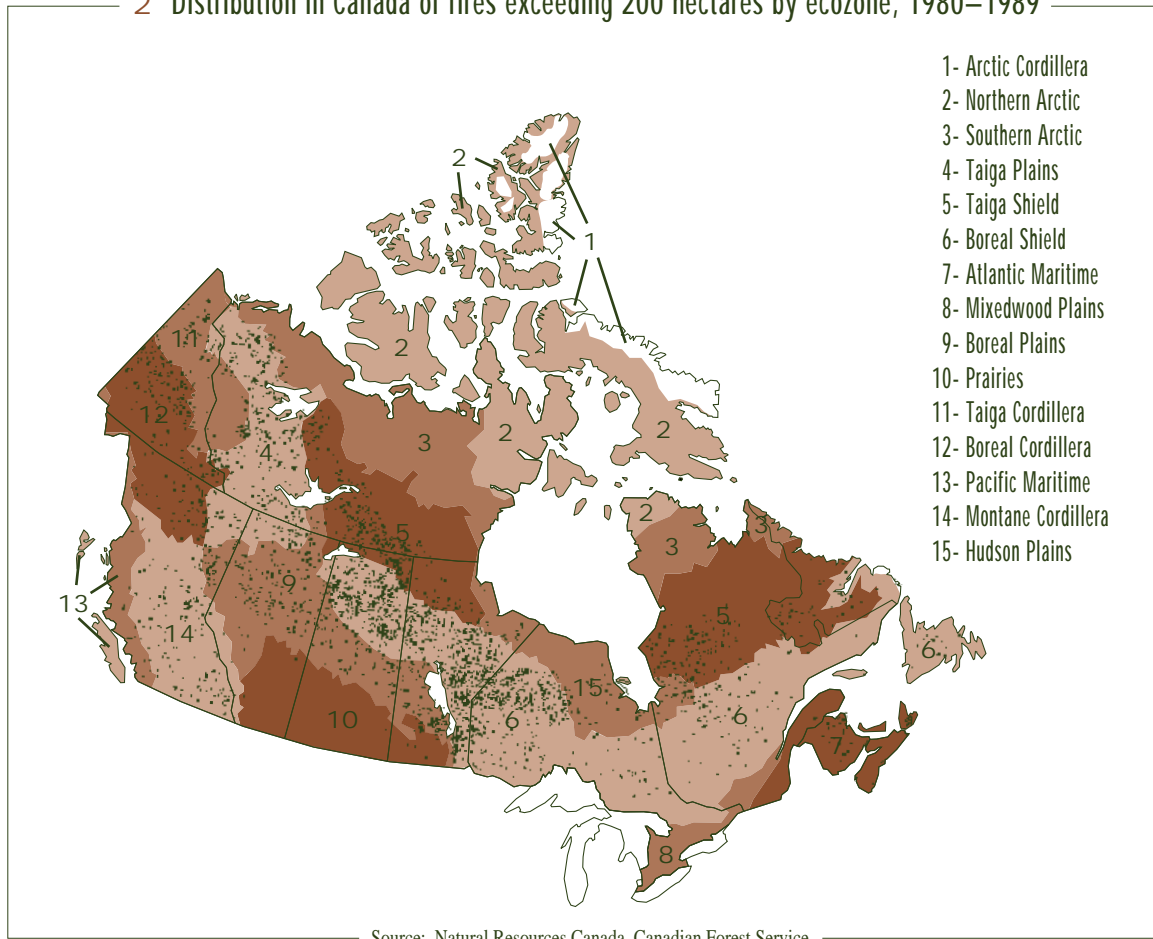 2 Distribution in Canada of fires exceeding 200 hectares by ecozone, 1980–1989
1- Arctic Cordillera
2- Northern Arctic
3- Southern Arctic
4- Taiga Plains
5- Taiga Shield
6- Boreal Shield
7- Atlantic Maritime
8- Mixedwood Plains
9- Boreal Plains
10- Prairies
11- Taiga Cordillera
12- Boreal Cordillera
13- Pacific Maritime
14- Montane Cordillera
15- Hudson Plains
2
1
11
2
12
3
2
2
4
2
3
5
3
9
13
5
14
6
15
10
6
6
7
8
Source: Natural Resources Canada, Canadian Forest Service